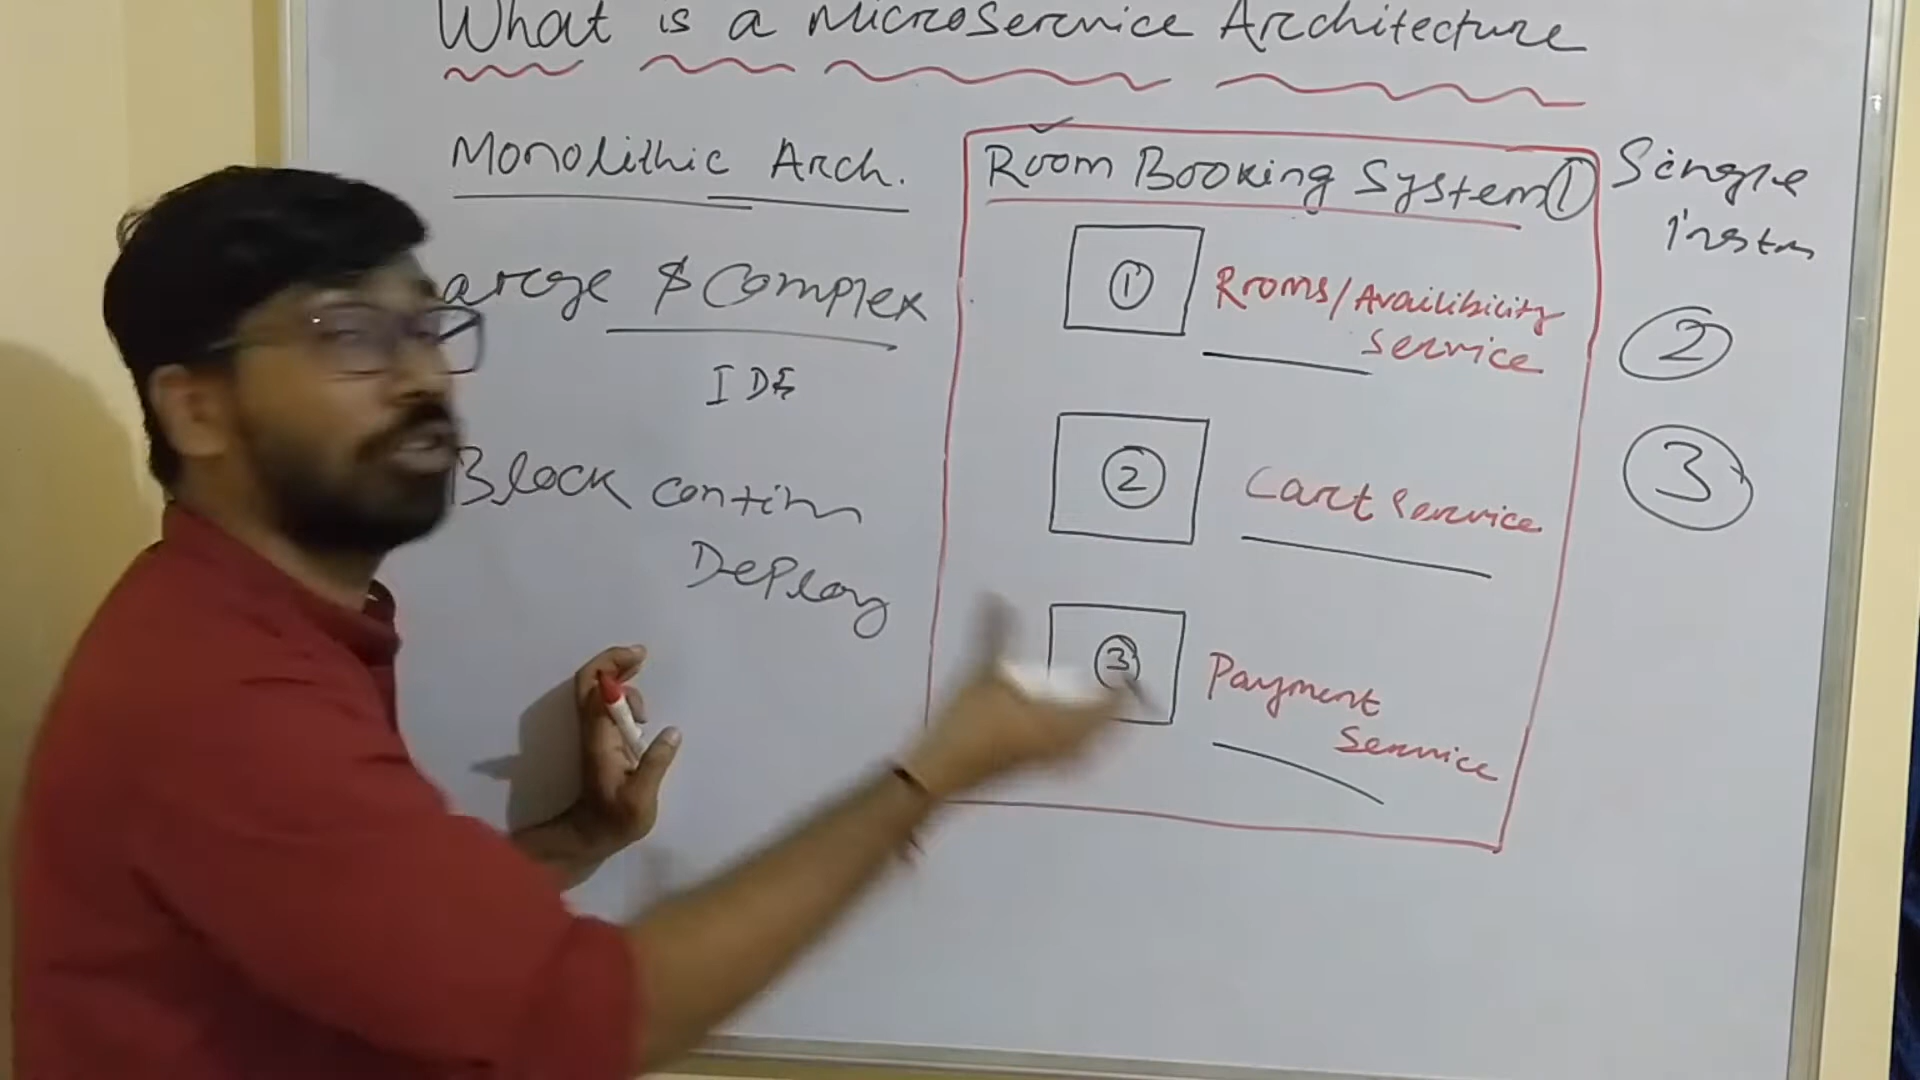 What is a Microservice Architecture
Monolithic Arch.
arge & Complex
IDE
Block contin
Deploy
Room Booking System ①
① Rooms/Availibility
Service
② Cart Service
③ Payment
Service
Single
Instan
②
③